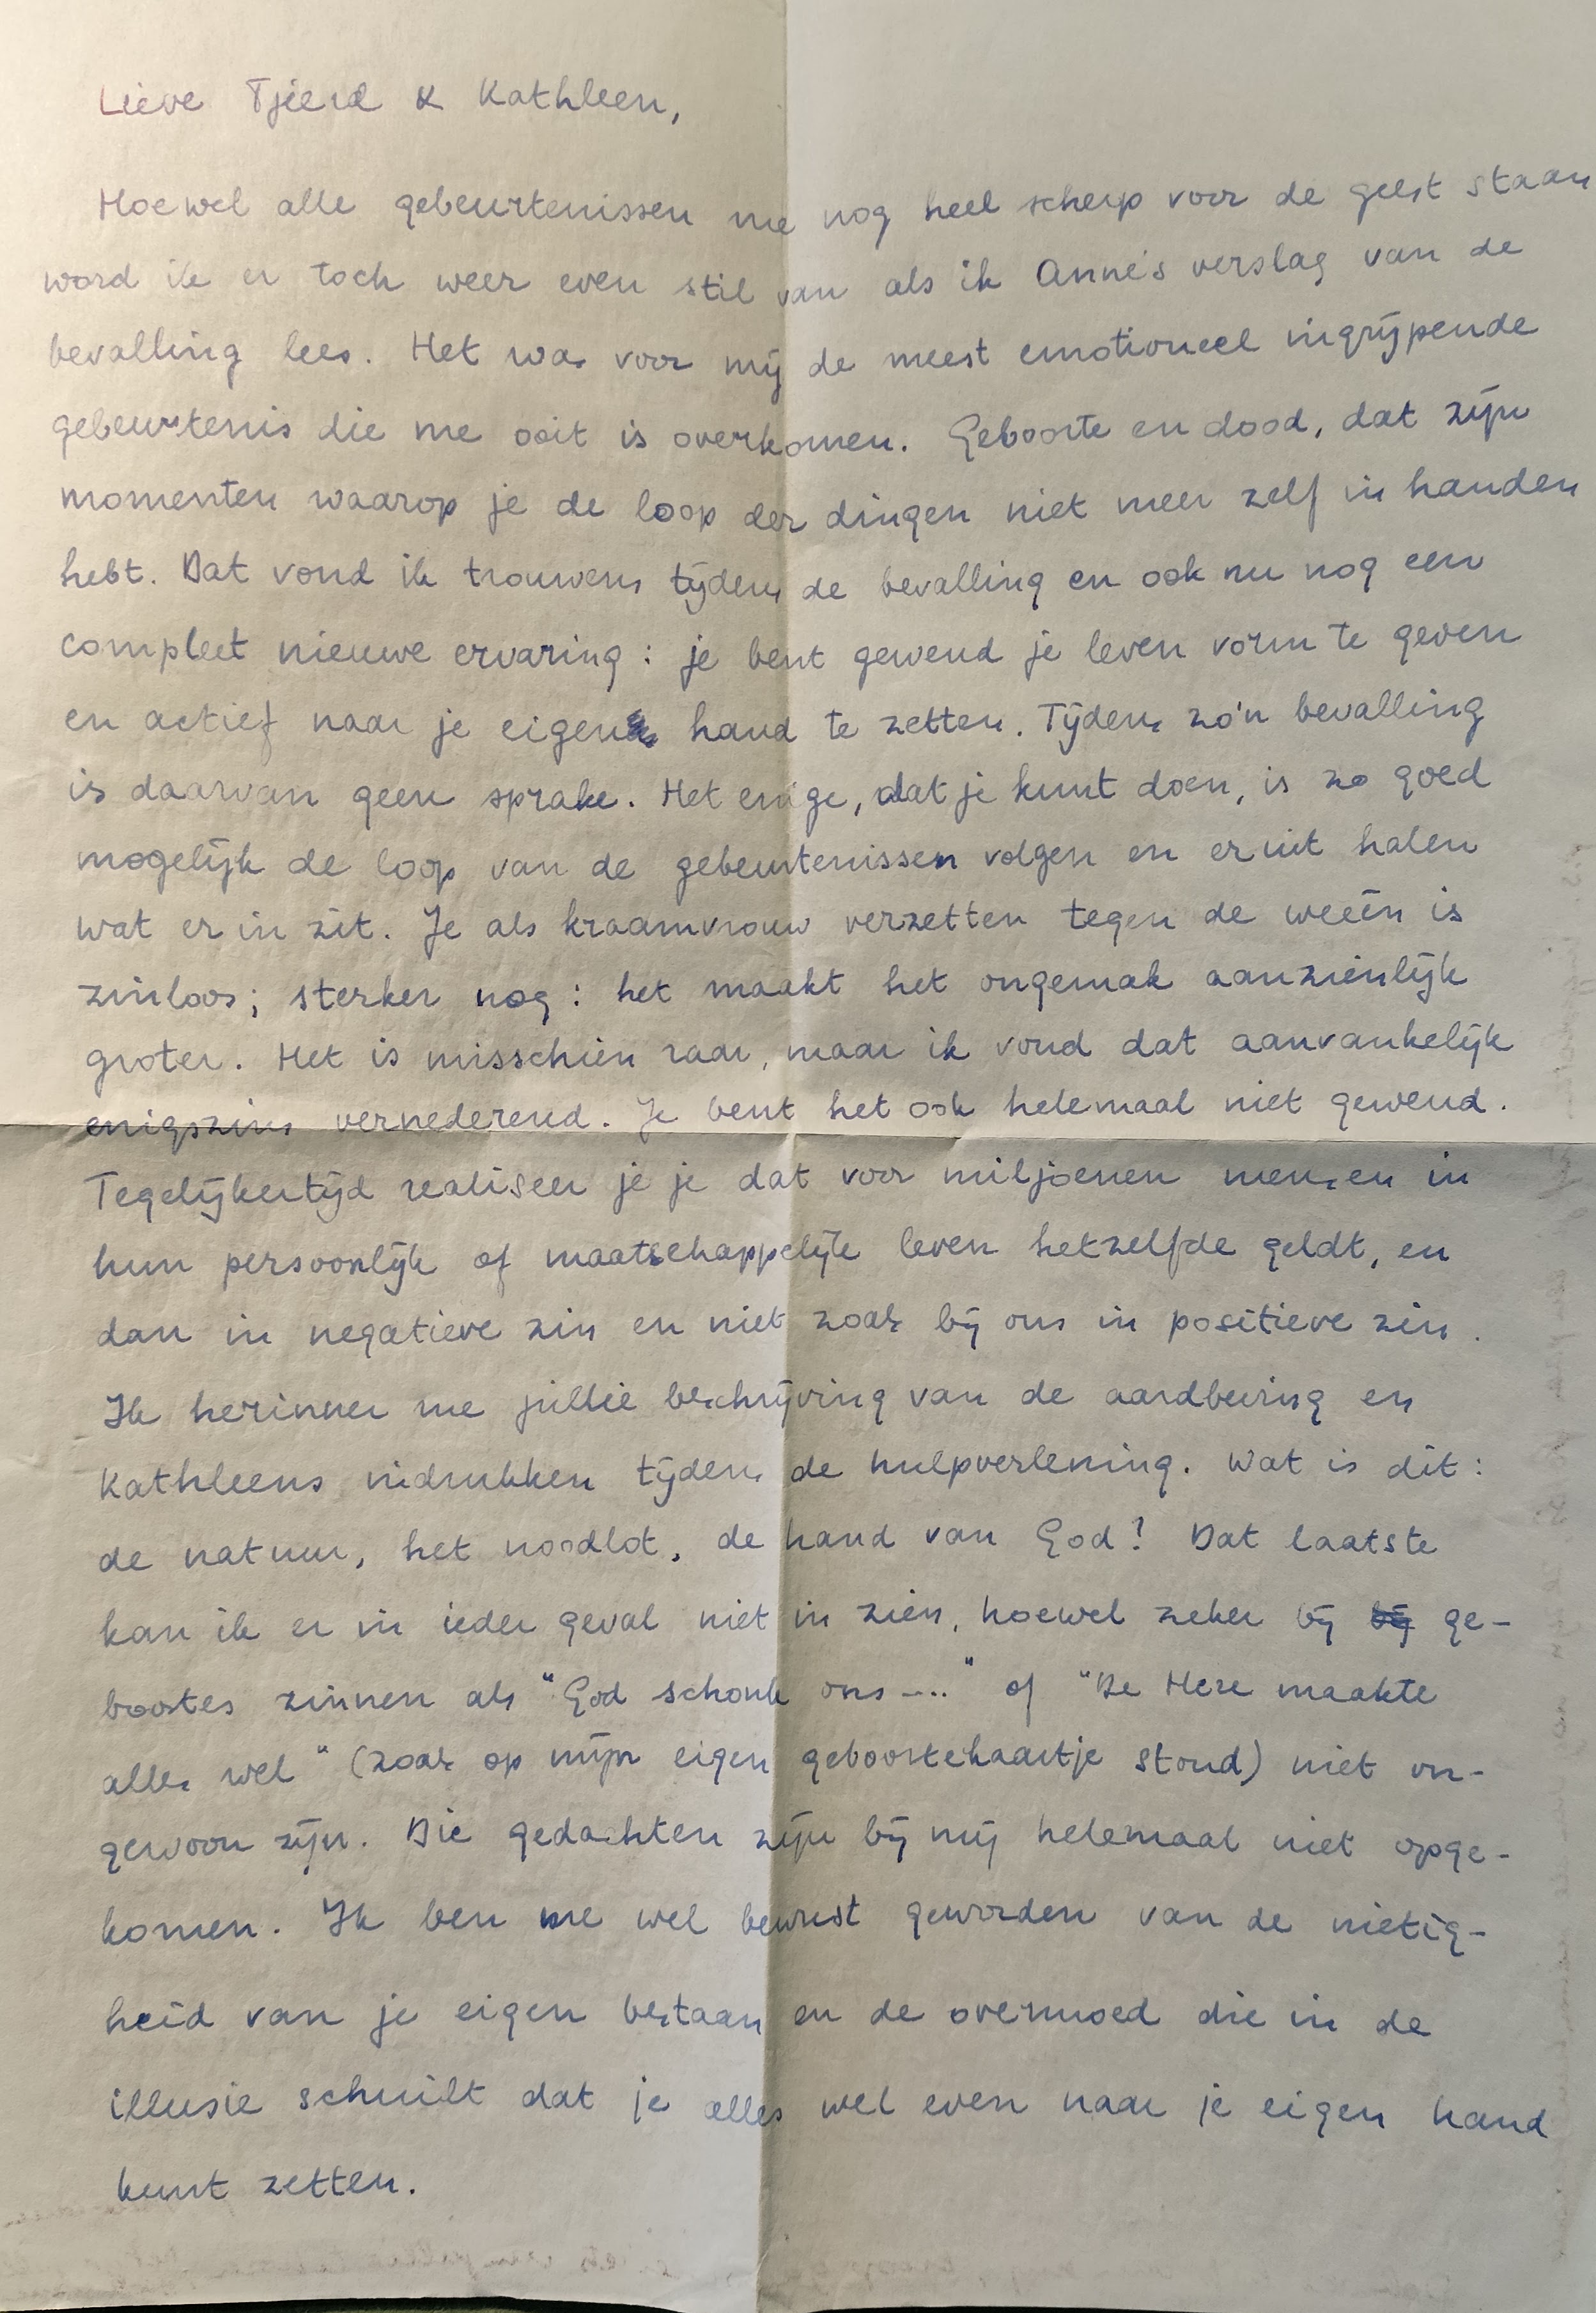 Lieve Tjeerd & Kathleen,
Hoewel alle gebeurtenissen me nog heel scherp voor de geest staan
word ik er toch weer even stil van als ik Anne's verslag van de
bevalling lees. Het was voor mij de meest emotioneel ingrijpende
gebeurtenis die me ooit is overkomen. Geboorte en dood, dat zijn
momenten waarop je de loop der dingen niet meer zelf in handen
hebt. Dat vond ik trouwens tijdens de bevalling en ook nu nog een
compleet nieuwe ervaring: je bent gewend je leven vorm te geven
en actief naar je eigen hand te zetten. Tijdens zo'n bevalling
is daarvan geen sprake. Het enige, dat je kunt doen, is zo goed
mogelijk de loop van de gebeurtenissen volgen en eruit halen
wat er in zit. Je als kraamvrouw verzetten tegen de weeën is
zinloos; sterker nog: het maakt het ongemak aanzienlijk
groter. Het is misschien raar, maar ik vond dat aanvankelijk
enigszins vernederend. Je bent het ook helemaal niet gewend.
Tegelijkertijd realiseer je je dat voor miljoenen mensen in
hun persoonlijk of maatschappelijk leven hetzelfde geldt, en
dan in negatieve zin en niet zoals bij ons in positieve zin.
Ik herinner me jullie beschrijving van de aardbeving en
Kathleens indrukken tijdens de hulpverlening. Wat is dit:
de natuur, het noodlot, de hand van God? Dat laatste
kan ik er in ieder geval niet in zien, hoewel zeker bij bij ge-
boortes zinnen als "God schonk ons ...." of "De Here maakte
alles wel" (zoals op mijn eigen geboortekaartje stond) niet on-
gewoon zijn. Die gedachten zijn bij mij helemaal niet opge-
komen. Ik ben me wel bewust geworden van de nietig-
heid van je eigen bestaan en de overmoed die in de
illusie schuilt dat je alles wel even naar je eigen hand
kunt zetten.